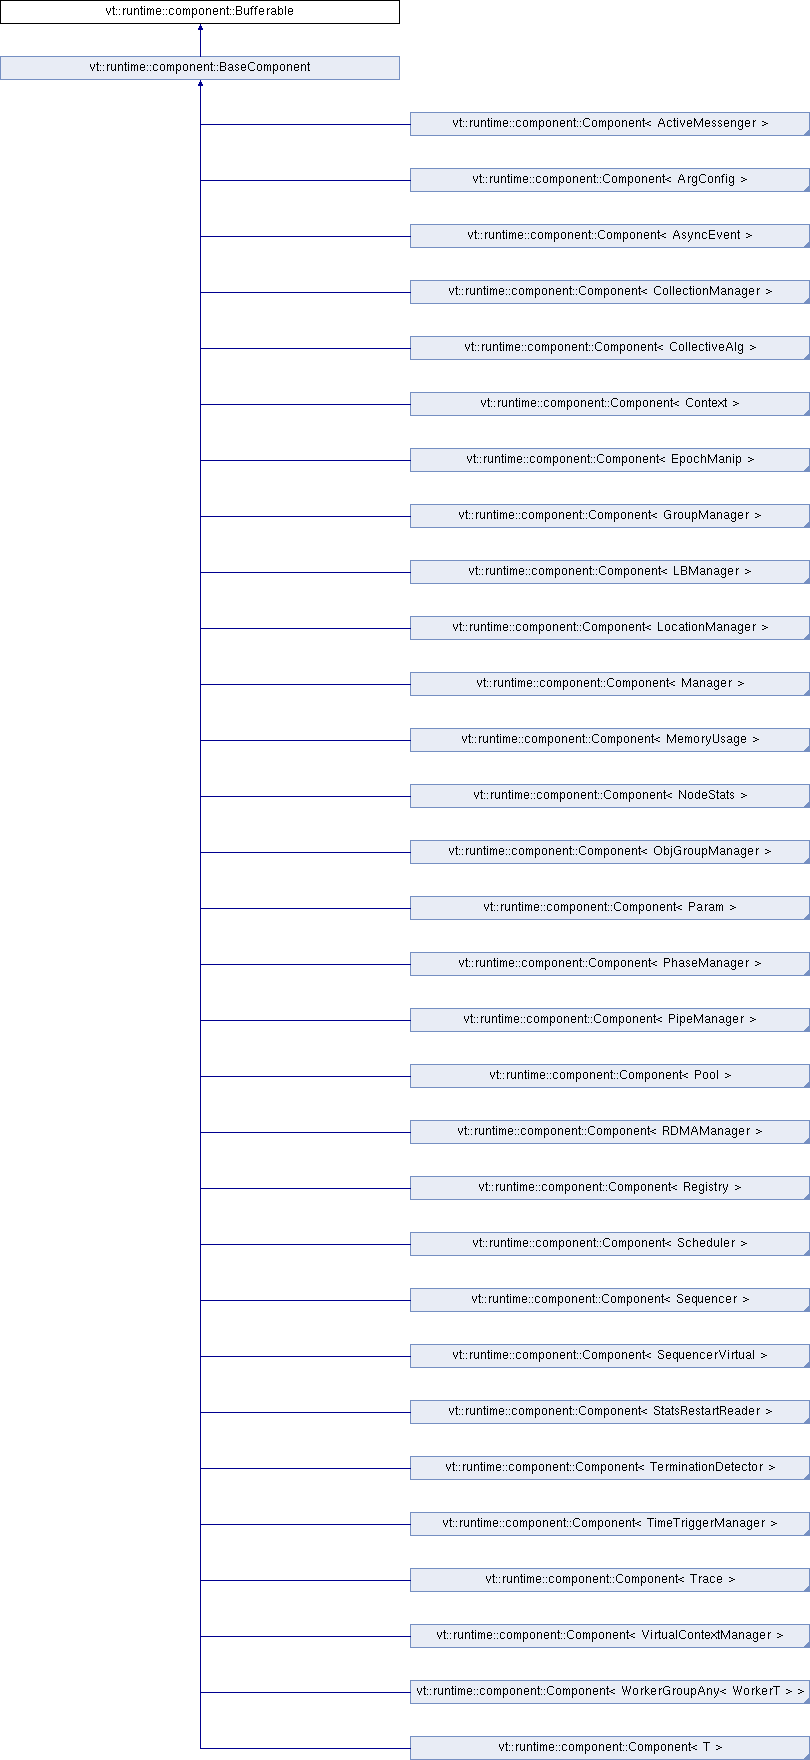 vt::runtime::component::Bufferable
vt::runtime::component::BaseComponent
vt::runtime::component::Component< ActiveMessenger >
vt::runtime::component::Component< ArgConfig >
vt::runtime::component::Component< AsyncEvent >
vt::runtime::component::Component< CollectionManager >
vt::runtime::component::Component< CollectiveAlg >
vt::runtime::component::Component< Context >
vt::runtime::component::Component< EpochManip >
vt::runtime::component::Component< GroupManager >
vt::runtime::component::Component< LBManager >
vt::runtime::component::Component< LocationManager >
vt::runtime::component::Component< Manager >
vt::runtime::component::Component< MemoryUsage >
vt::runtime::component::Component< NodeStats >
vt::runtime::component::Component< ObjGroupManager >
vt::runtime::component::Component< Param >
vt::runtime::component::Component< PhaseManager >
vt::runtime::component::Component< PipeManager >
vt::runtime::component::Component< Pool >
vt::runtime::component::Component< RDMAManager >
vt::runtime::component::Component< Registry >
vt::runtime::component::Component< Scheduler >
vt::runtime::component::Component< Sequencer >
vt::runtime::component::Component< SequencerVirtual >
vt::runtime::component::Component< StatsRestartReader >
vt::runtime::component::Component< TerminationDetector >
vt::runtime::component::Component< TimeTriggerManager >
vt::runtime::component::Component< Trace >
vt::runtime::component::Component< VirtualContextManager >
vt::runtime::component::Component< WorkerGroupAny< WorkerT > >
vt::runtime::component::Component< T >